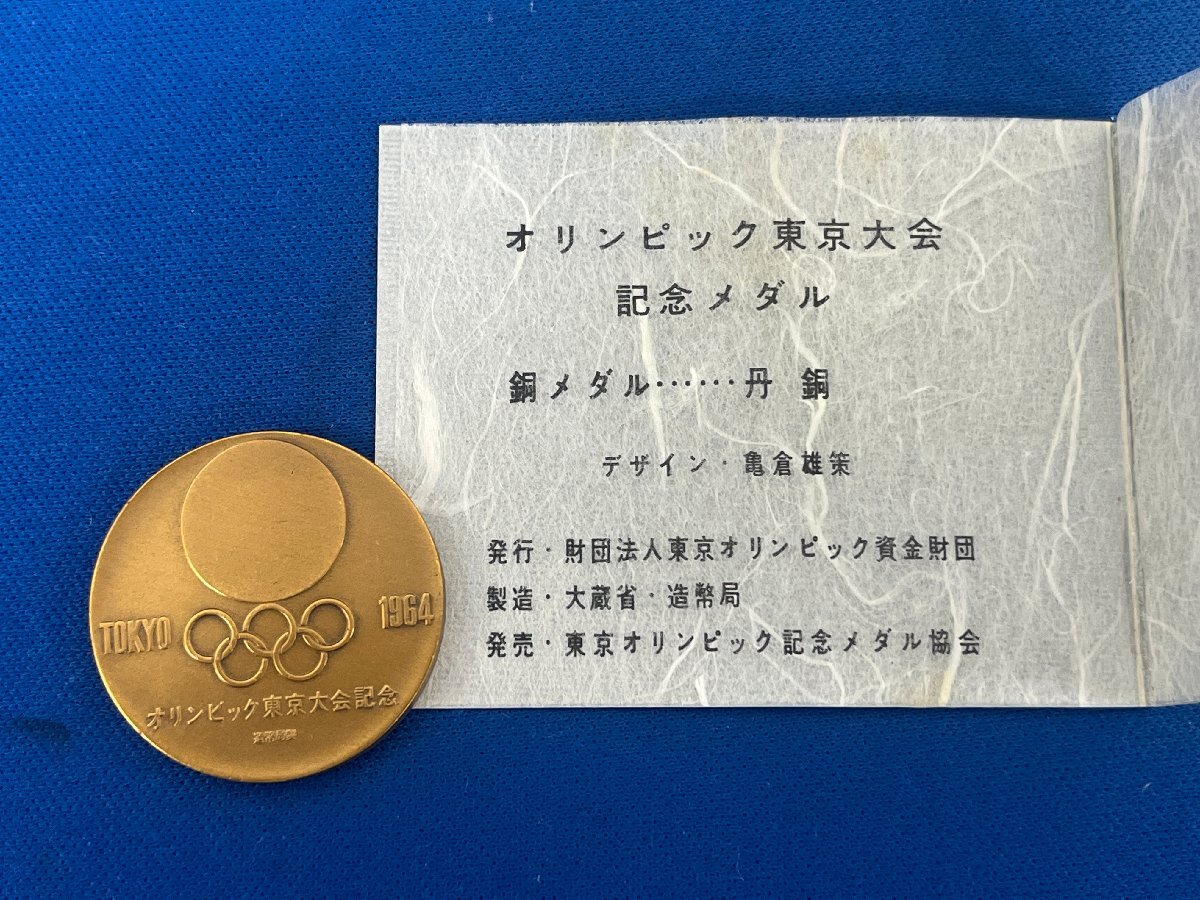 オリンピック東京大会
記念メダル
銅メダル……丹 銅
デザイン・亀倉雄策
発行・財団法人東京オリンピック資金財団
製造・大蔵省・造幣局
発売・東京オリンピック記念メダル協会
TOKYO 1964
オリンピック東京大会記念
造幣局製